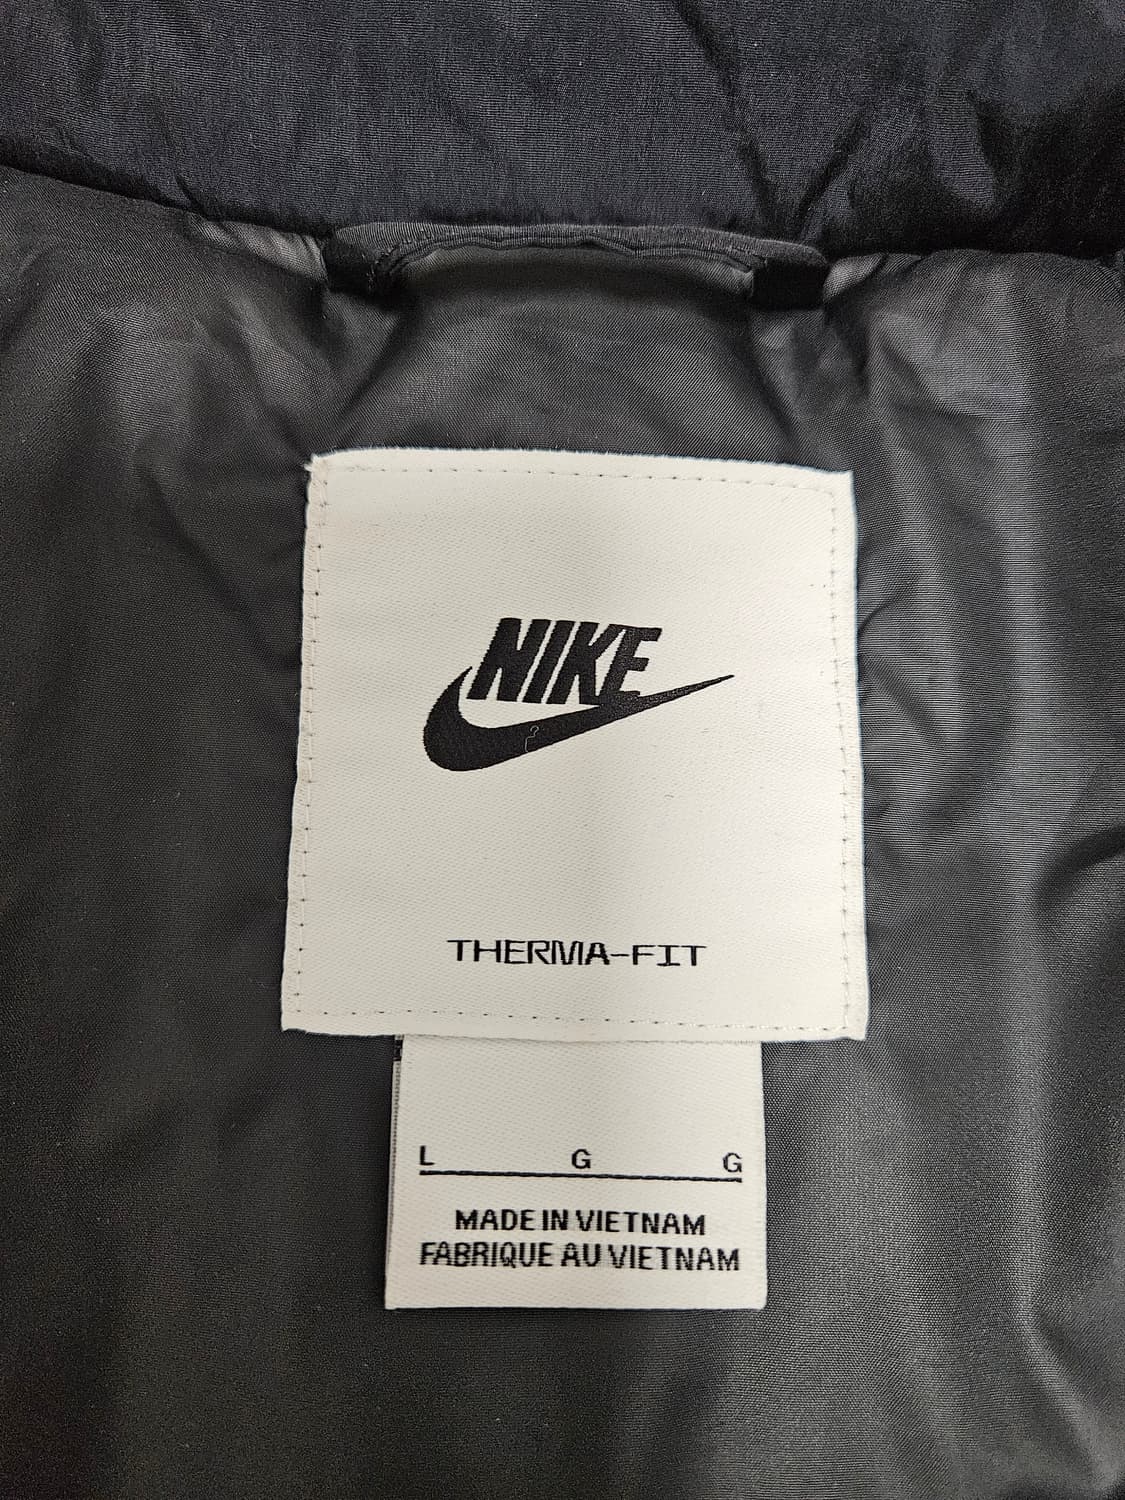 NIKE
THERMA-FIT
L G G
MADE IN VIETNAM
FABRIQUE AU VIETNAM